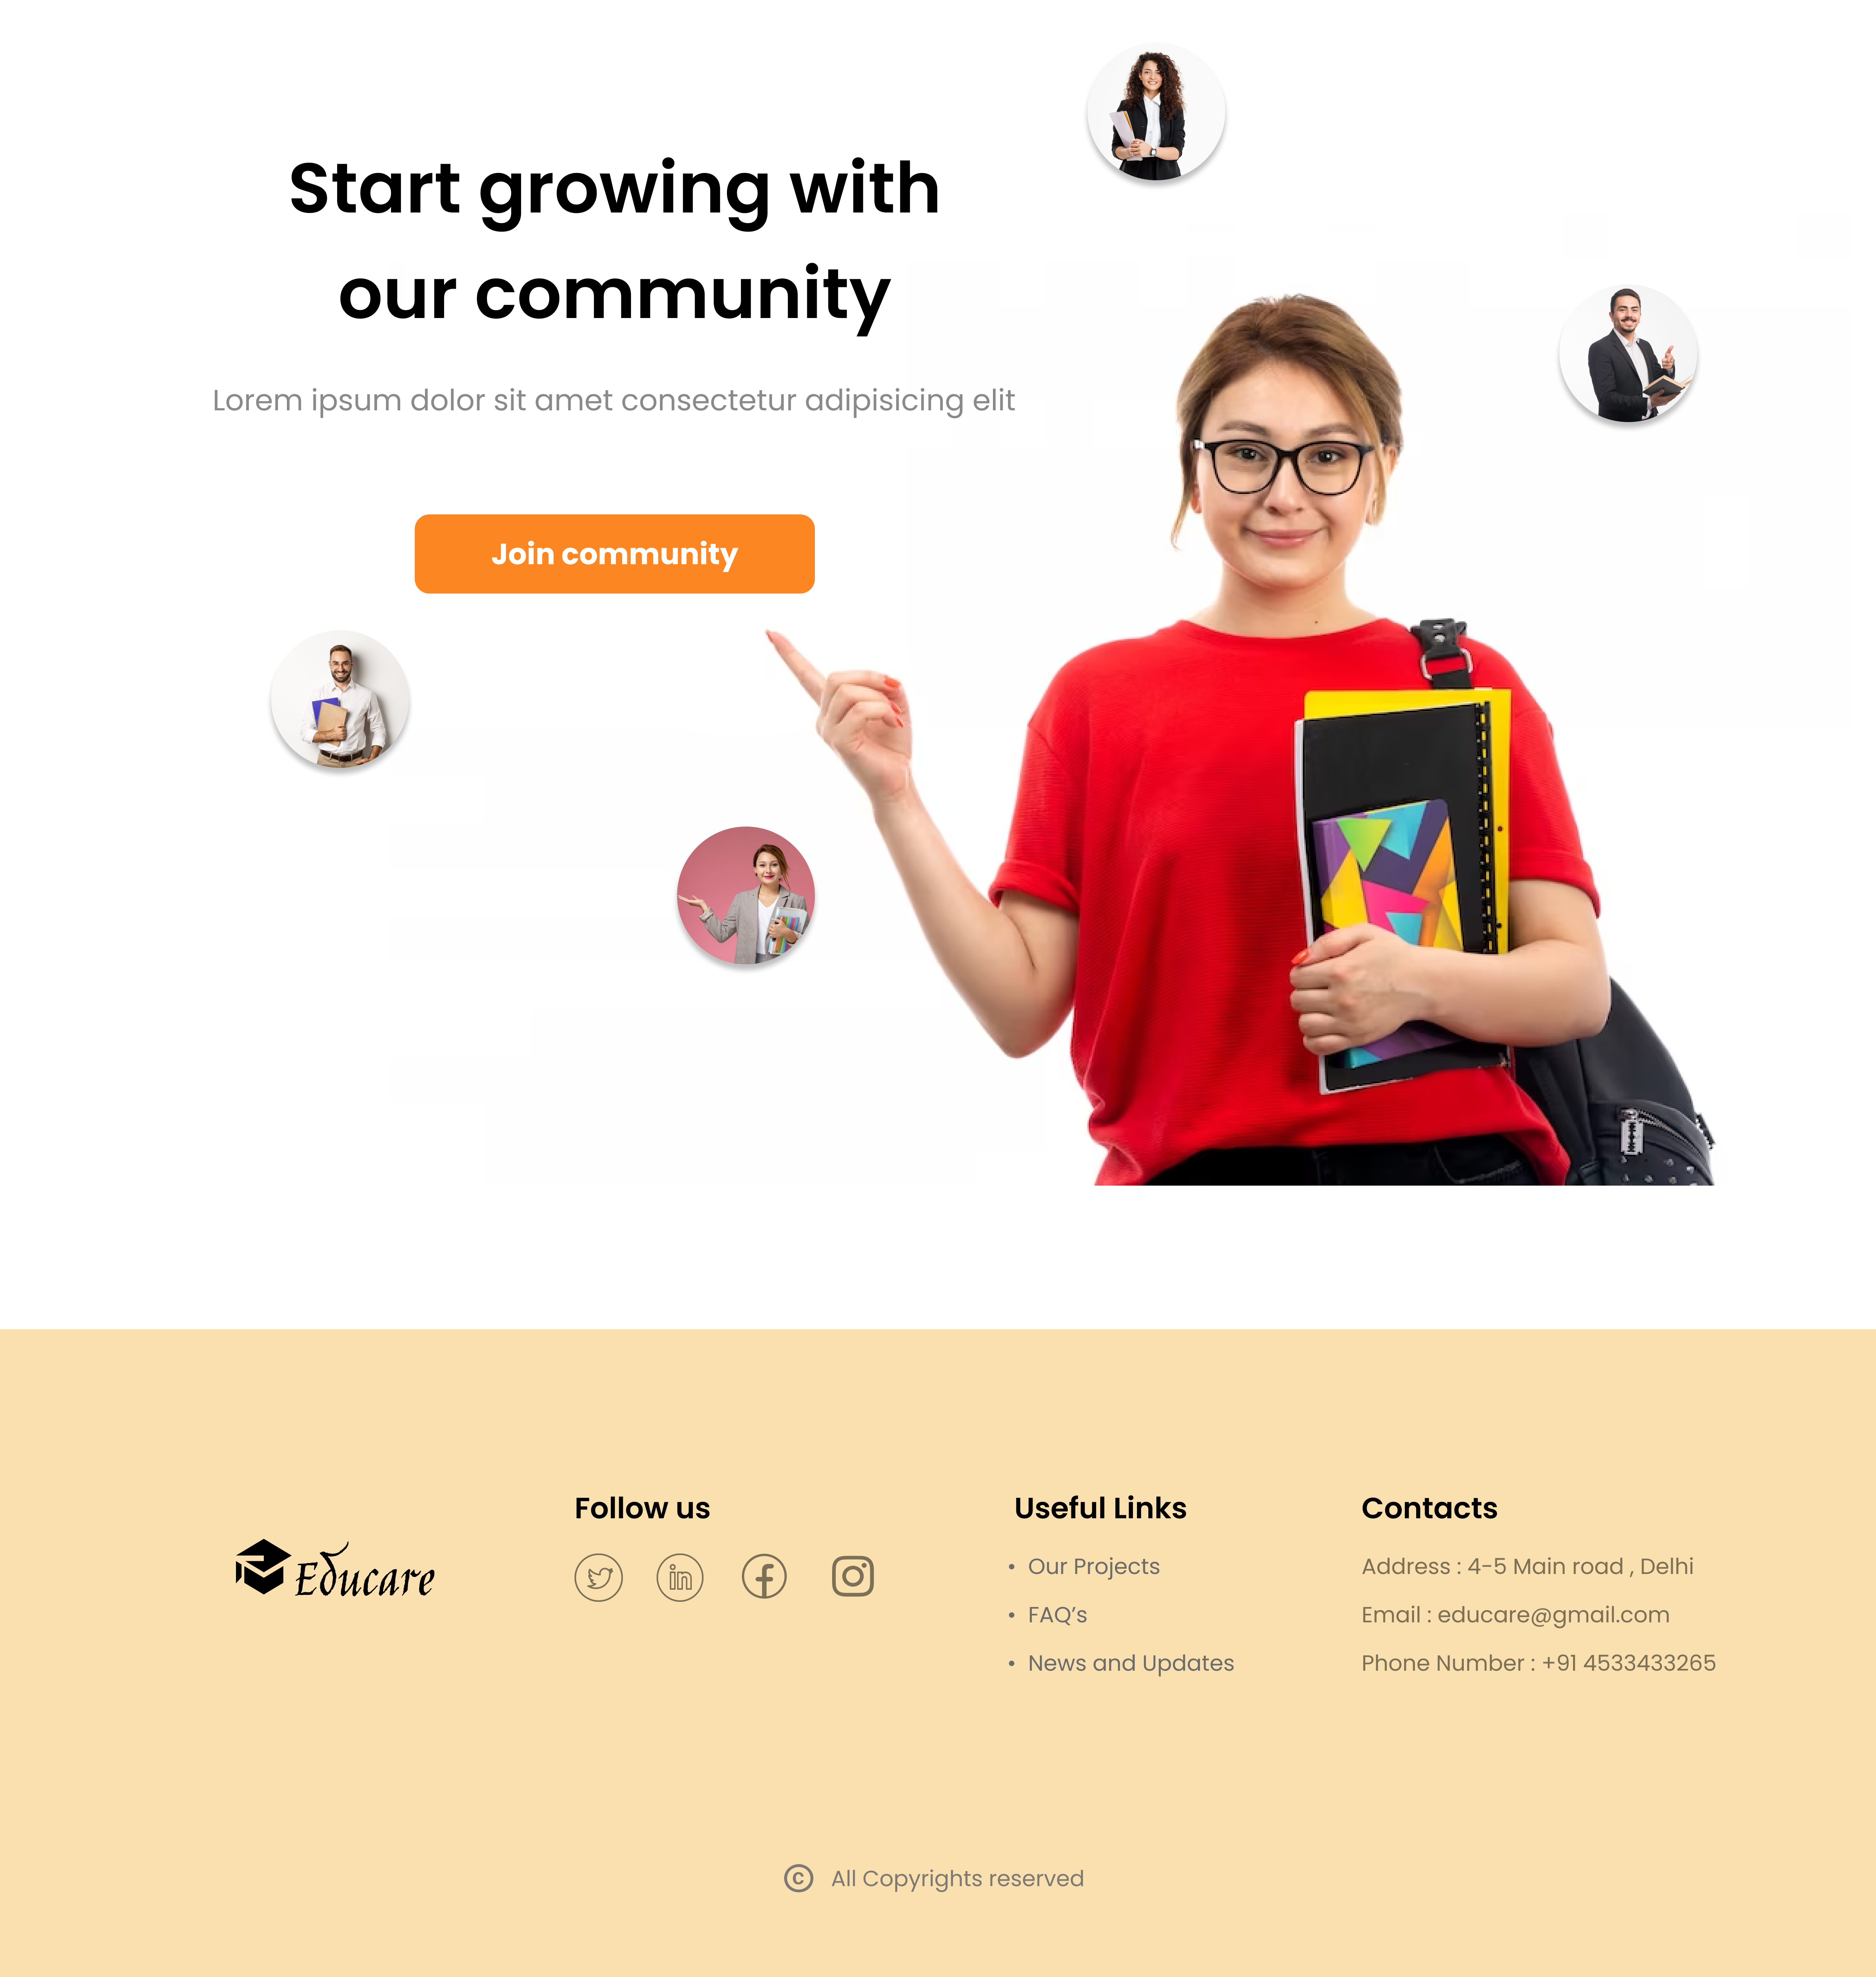 Start growing with
our community
Lorem ipsum dolor sit amet consectetur adipisicing elit
Join community
Educare
Follow us
in
Useful Links
• Our Projects
• FAQ’s
• News and Updates
Contacts
Address : 4-5 Main road , Delhi
Email : educare@gmail.com
Phone Number : +91 4533433265
© All Copyrights reserved